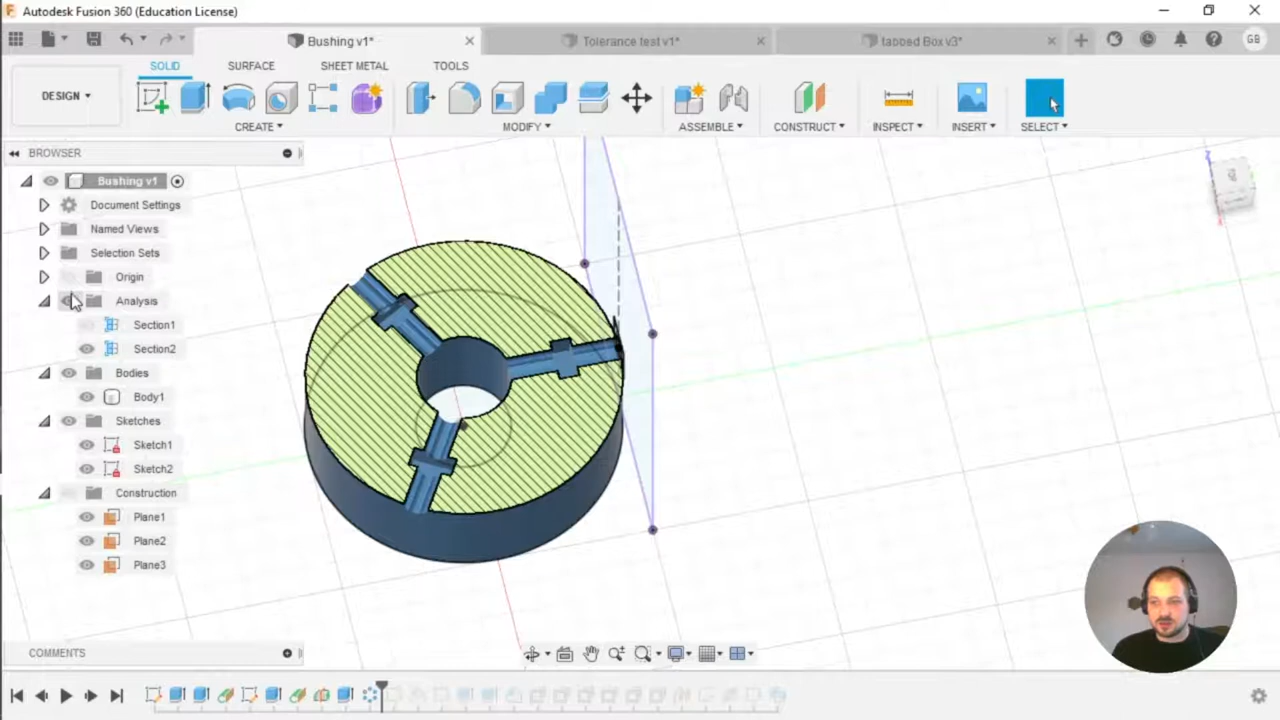 Autodesk Fusion 360 (Education License)
Bushing v1*
Tolerance test v1*
tabbed Box v3*
GB
DESIGN
SOLID
SURFACE
SHEET METAL
TOOLS
CREATE
MODIFY
ASSEMBLE
CONSTRUCT
INSPECT
INSERT
SELECT
BROWSER
Bushing v1
Document Settings
Named Views
Selection Sets
Origin
Analysis
Section1
Section2
Bodies
Body1
Sketches
Sketch1
Sketch2
Construction
Plane1
Plane2
Plane3
COMMENTS